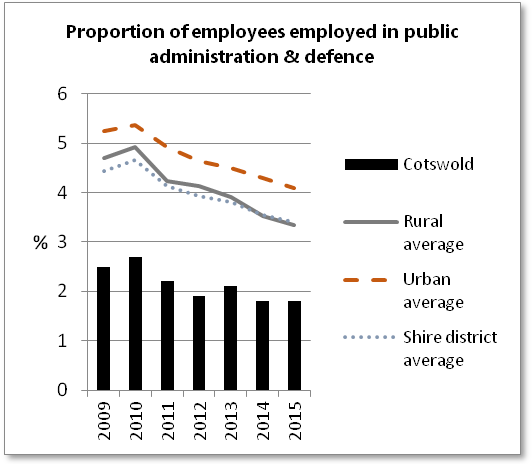 Proportion of employees employed in public
administration & defence
6
5
4
3
2
1
0
%
2009
2010
2011
2012
2013
2014
2015
Cotswold
Rural
average
Urban
average
Shire district
average